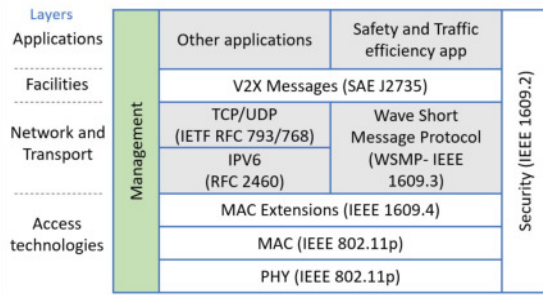 Layers
Applications
Other applications
Safety and Traffic
efficiency app
Facilities
V2X Messages (SAE J2735)
Network and
Transport
TCP/UDP
(IETF RFC 793/768)
IPV6
(RFC 2460)
Wave Short
Message Protocol
(WSMP- IEEE
1609.3)
Access
technologies
MAC Extensions (IEEE 1609.4)
MAC (IEEE 802.11p)
PHY (IEEE 802.11p)
Management
Security (IEEE 1609.2)